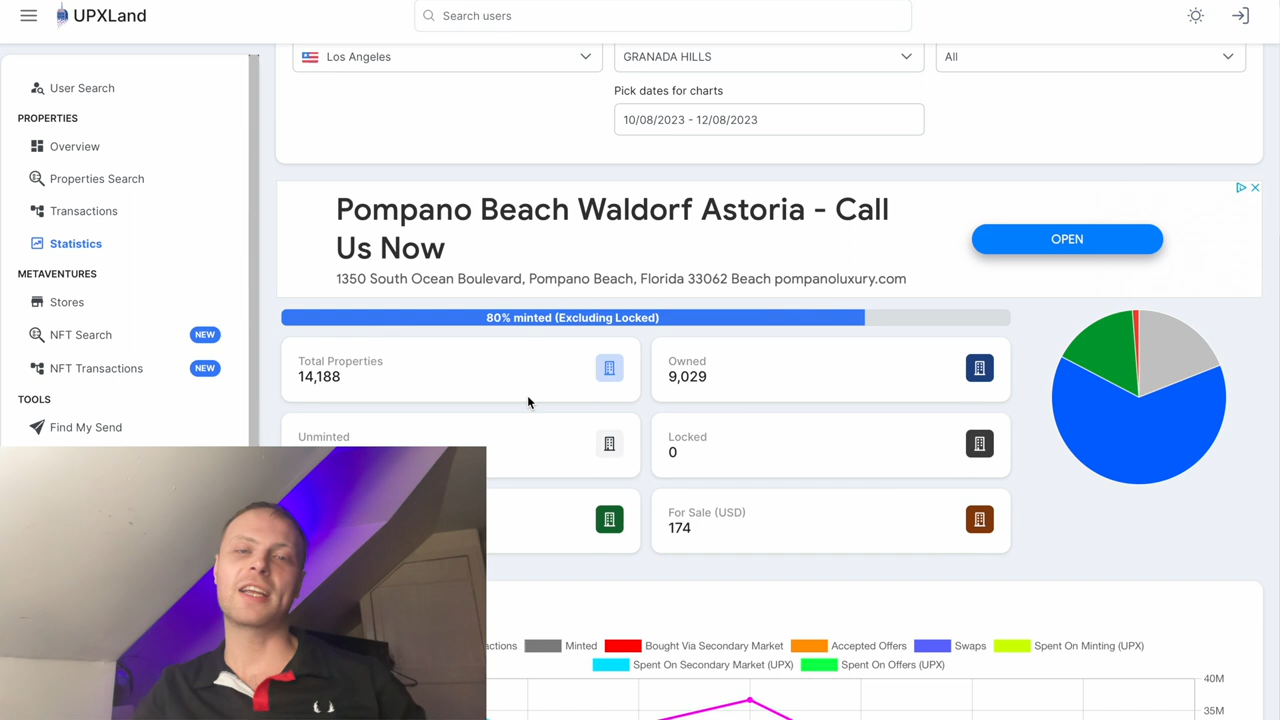 UPXLand
Search users
Los Angeles
GRANADA HILLS
All
Pick dates for charts
10/08/2023 - 12/08/2023
User Search
PROPERTIES
Overview
Properties Search
Transactions
Statistics
METAVENTURES
Stores
NFT Search
NEW
NFT Transactions
NEW
TOOLS
Find My Send
Pompano Beach Waldorf Astoria - Call
Us Now
1350 South Ocean Boulevard, Pompano Beach, Florida 33062 Beach pompanoluxury.com
OPEN
80% minted (Excluding Locked)
Total Properties
14,188
Owned
9,029
Unminted
Locked
0
For Sale (USD)
174
Minted
Bought Via Secondary Market
Accepted Offers
Swaps
Spent On Minting (UPX)
Spent On Secondary Market (UPX)
Spent On Offers (UPX)
40M
35M